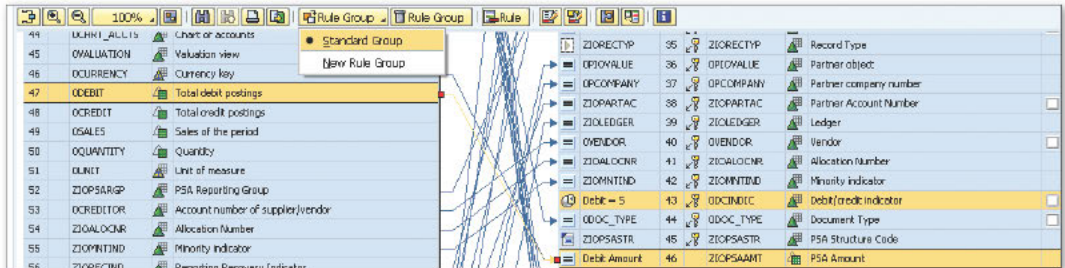 100% Rule Group Rule Group Rule
Standard Group
New Rule Group
44 0CHRT_ACCTS Chart of accounts
45 0VALUATION Valuation view
46 0CURRENCY Currency key
47 0DEBIT Total debit postings
48 0CREDIT Total credit postings
49 0SALES Sales of the period
50 0QUANTITY Quantity
51 0UNIT Unit of measure
52 ZIOPSARGP PSA Reporting Group
53 0CREDITOR Account number of supplier/vendor
54 ZIOALOCNR Allocation Number
55 ZIOMNTIND Minority indicator
56 ZIORECIND Reporting Recovery Indicator
ZIORECTYP 35 ZIORECTYP Record Type
0PIOVALUE 36 0PIOVALUE Partner object
0PCOMPANY 37 0PCOMPANY Partner company number
ZIOPARTAC 38 ZIOPARTAC Partner Account Number
ZIOLEDGER 39 ZIOLEDGER Ledger
0VENDOR 40 0VENDOR Vendor
ZIOALOCNR 41 ZIOALOCNR Allocation Number
ZIOMNTIND 42 ZIOMNTIND Minority indicator
Debit = S 43 0DCINDIC Debit/credit indicator
0DOC_TYPE 44 0DOC_TYPE Document Type
ZIOPSASTR 45 ZIOPSASTR PSA Structure Code
Debit Amount 46 ZIOPSAAMT PSA Amount